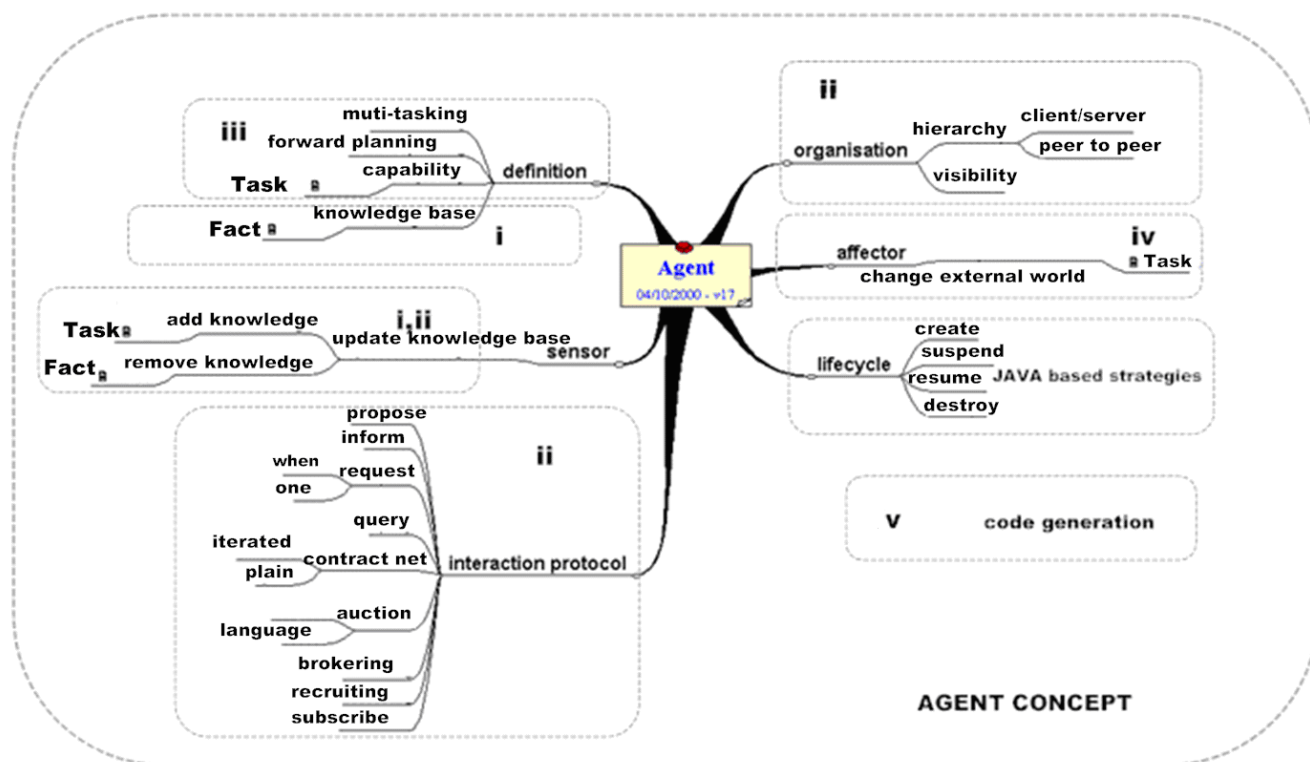 iii
muti-tasking
forward planning
capability
Task
definition
knowledge base
Fact
i
i,ii
add knowledge
Task
update knowledge base
sensor
remove knowledge
Fact
ii
propose
inform
when
request
one
query
iterated
contract net
plain
interaction protocol
auction
language
brokering
recruiting
subscribe
Agent
04/10/2000 - v17
ii
client/server
hierarchy
peer to peer
organisation
visibility
iv
affector
Task
change external world
create
suspend
lifecycle
resume JAVA based strategies
destroy
v code generation
AGENT CONCEPT